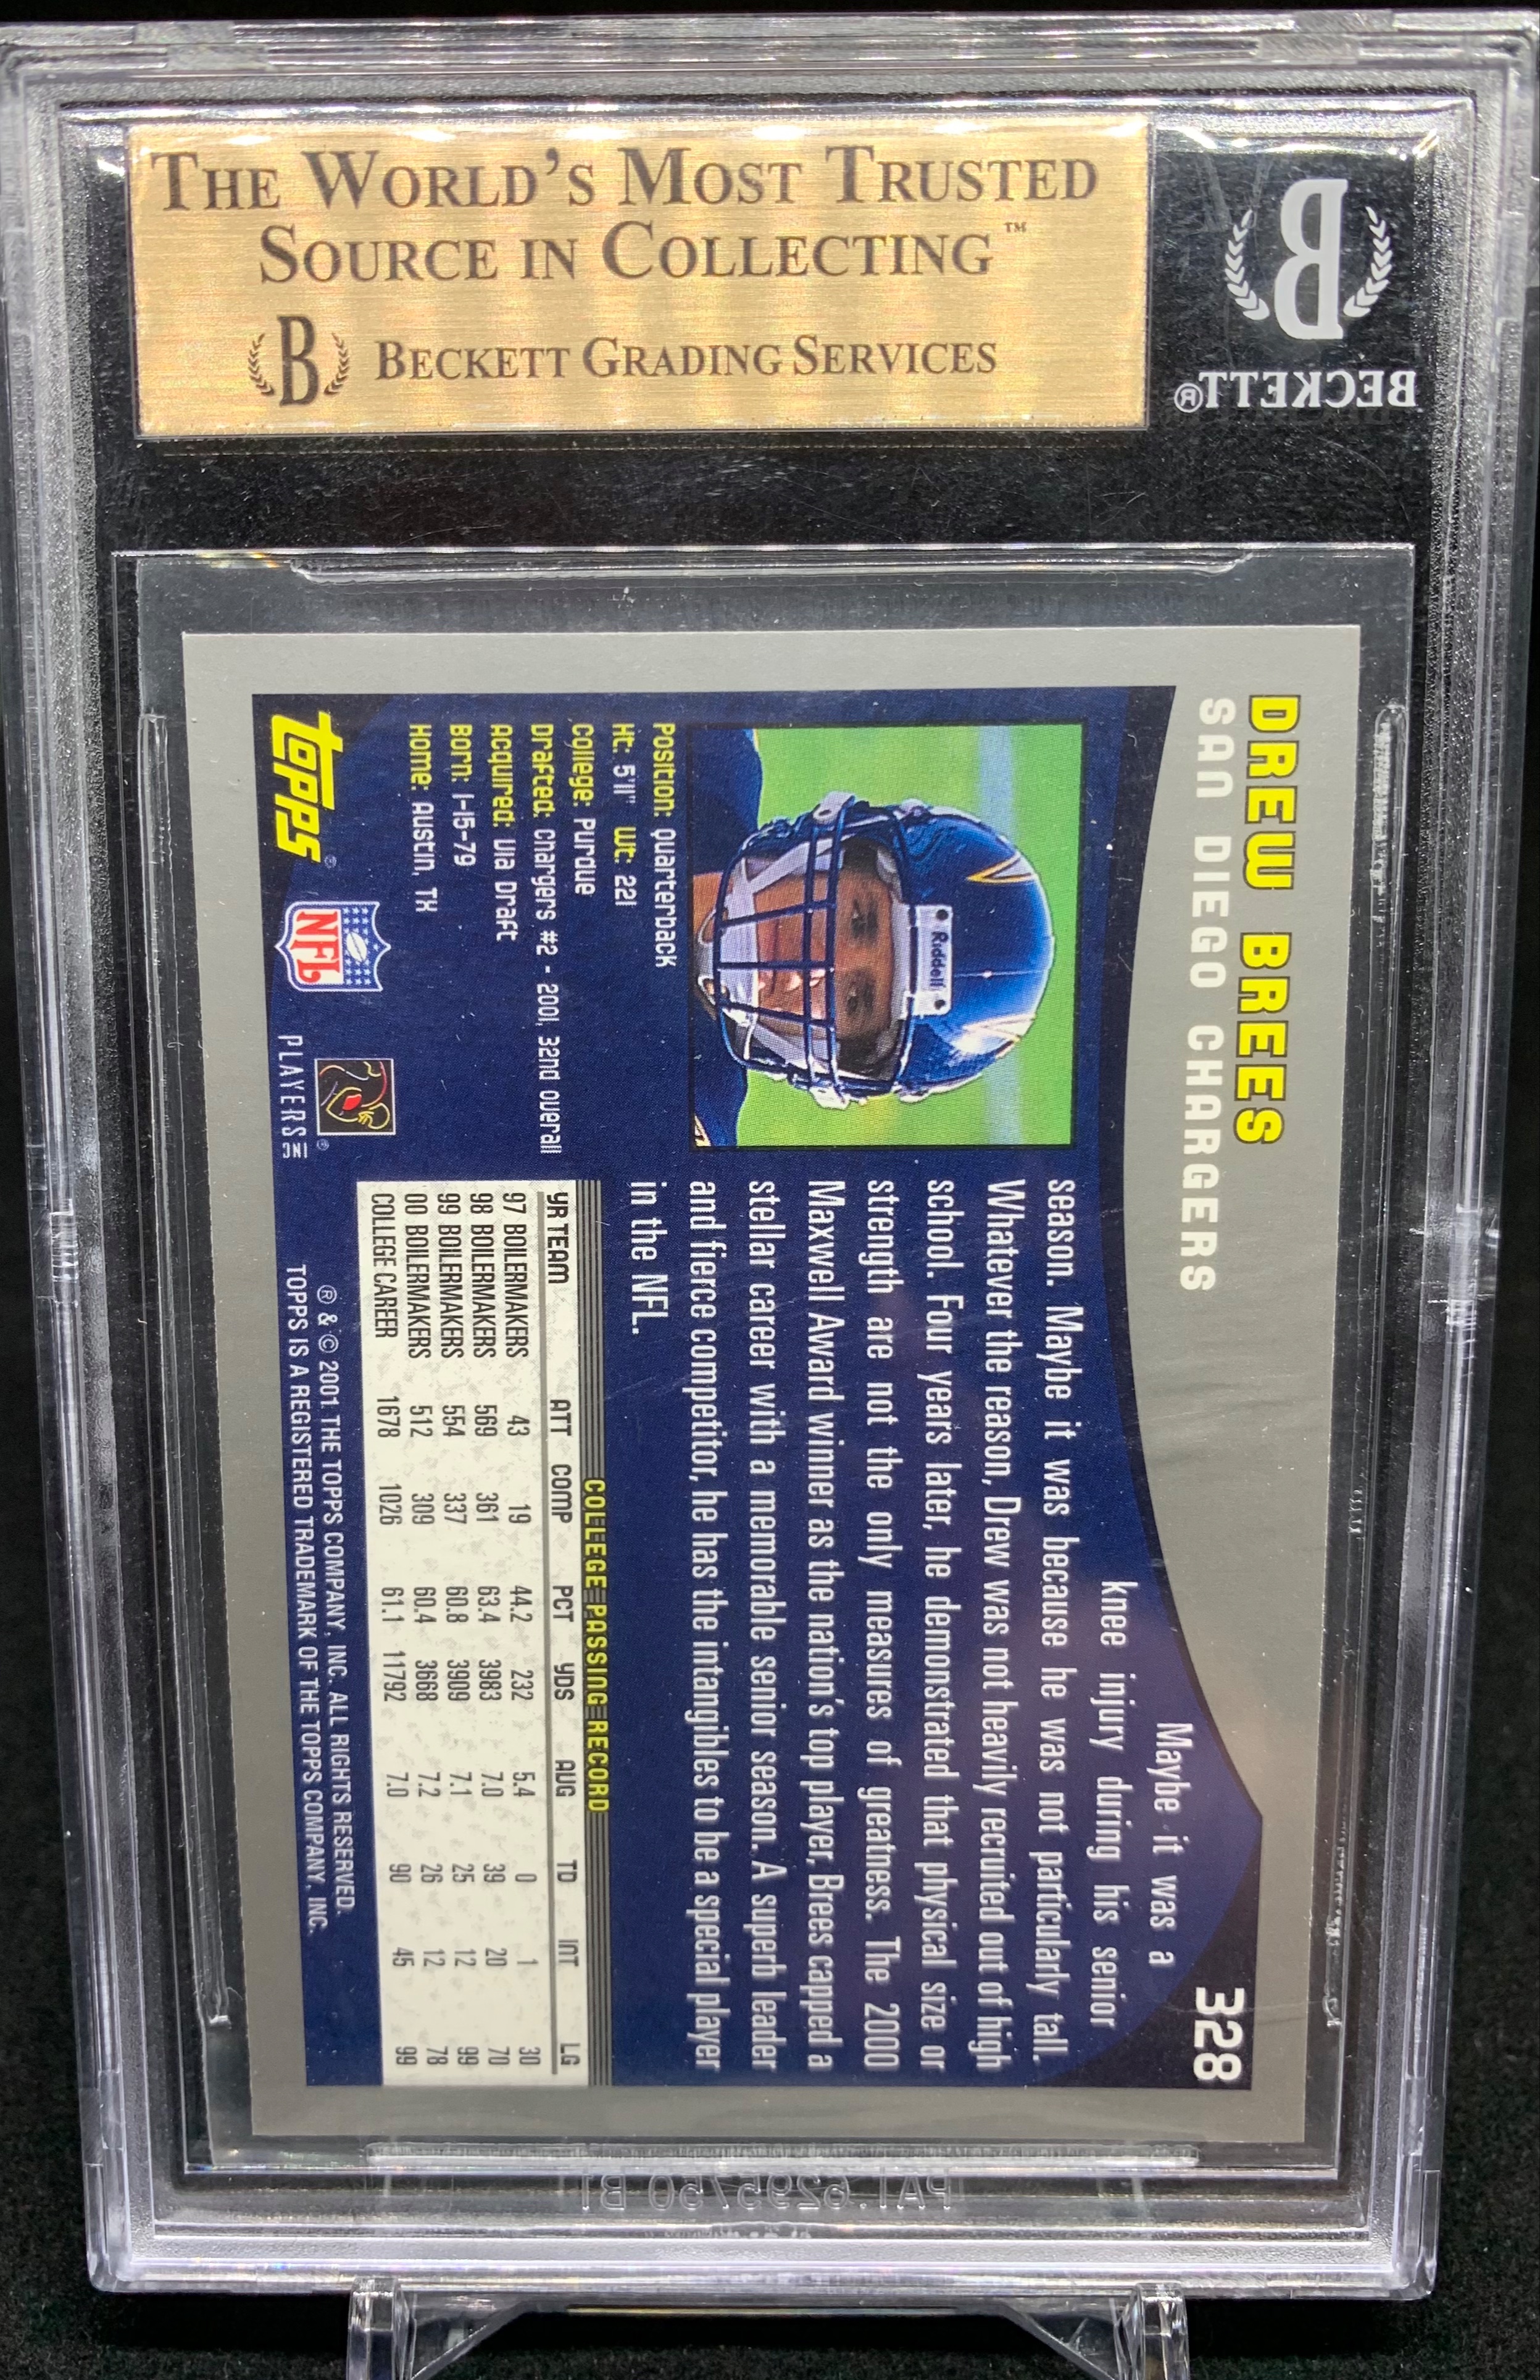 THE WORLD'S MOST TRUSTED
SOURCE IN COLLECTING™
B BECKETT GRADING SERVICES
B
BECKETT®
DREW BREES
SAN DIEGO CHARGERS
328
Riddell
Position: Quarterback
Ht: 5'11" Wt: 221
College: Purdue
Drafted: Chargers #2 - 2001, 32nd overall
Acquired: Via Draft
Born: 1-15-79
Home: Austin, TX
Maybe it was a
knee injury during his senior
season. Maybe it was because he was not particularly tall.
Whatever the reason, Drew was not heavily recruited out of high
school. Four years later, he demonstrated that physical size or
strength are not the only measures of greatness. The 2000
Maxwell Award winner as the nation's top player, Brees capped a
stellar career with a memorable senior season. A superb leader
and fierce competitor, he has the intangibles to be a special player
in the NFL.
COLLEGE PASSING RECORD
YR TEAM ATT COMP PCT YDS AVG TD INT LG
97 BOILERMAKERS 43 19 44.2 232 5.4 0 1 30
98 BOILERMAKERS 569 361 63.4 3983 7.0 39 20 70
99 BOILERMAKERS 554 337 60.8 3909 7.1 25 12 99
00 BOILERMAKERS 512 309 60.4 3668 7.2 26 12 78
COLLEGE CAREER 1678 1026 61.1 11792 7.0 90 45 99
Topps®
NFL
PLAYERS INC ®
® & © 2001 THE TOPPS COMPANY, INC. ALL RIGHTS RESERVED.
TOPPS IS A REGISTERED TRADEMARK OF THE TOPPS COMPANY, INC.
PAT. 6295750 B1